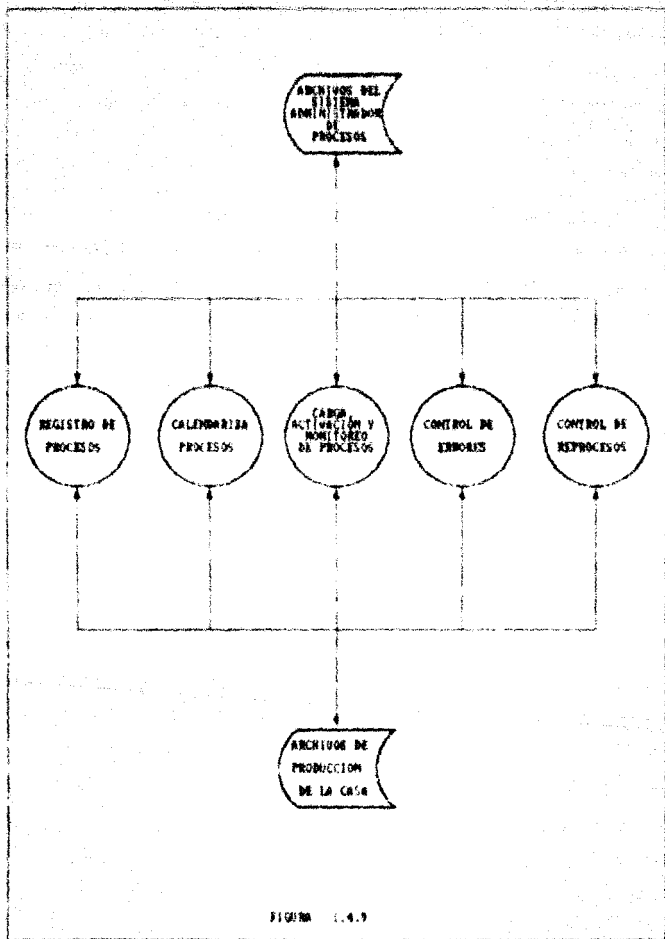 ARCHIVOS DEL
SISTEMA
ADMINISTRADOR
DE
PROCESOS
REGISTRO DE
PROCESOS
CALENDARIZA
PROCESOS
CARGA,
ACTIVACIÓN Y
MONITOREO
DE PROCESOS
CONTROL DE
ERRORES
CONTROL DE
REPROCESOS
ARCHIVOS DE
PRODUCCION
DE LA CASA
FIGURA